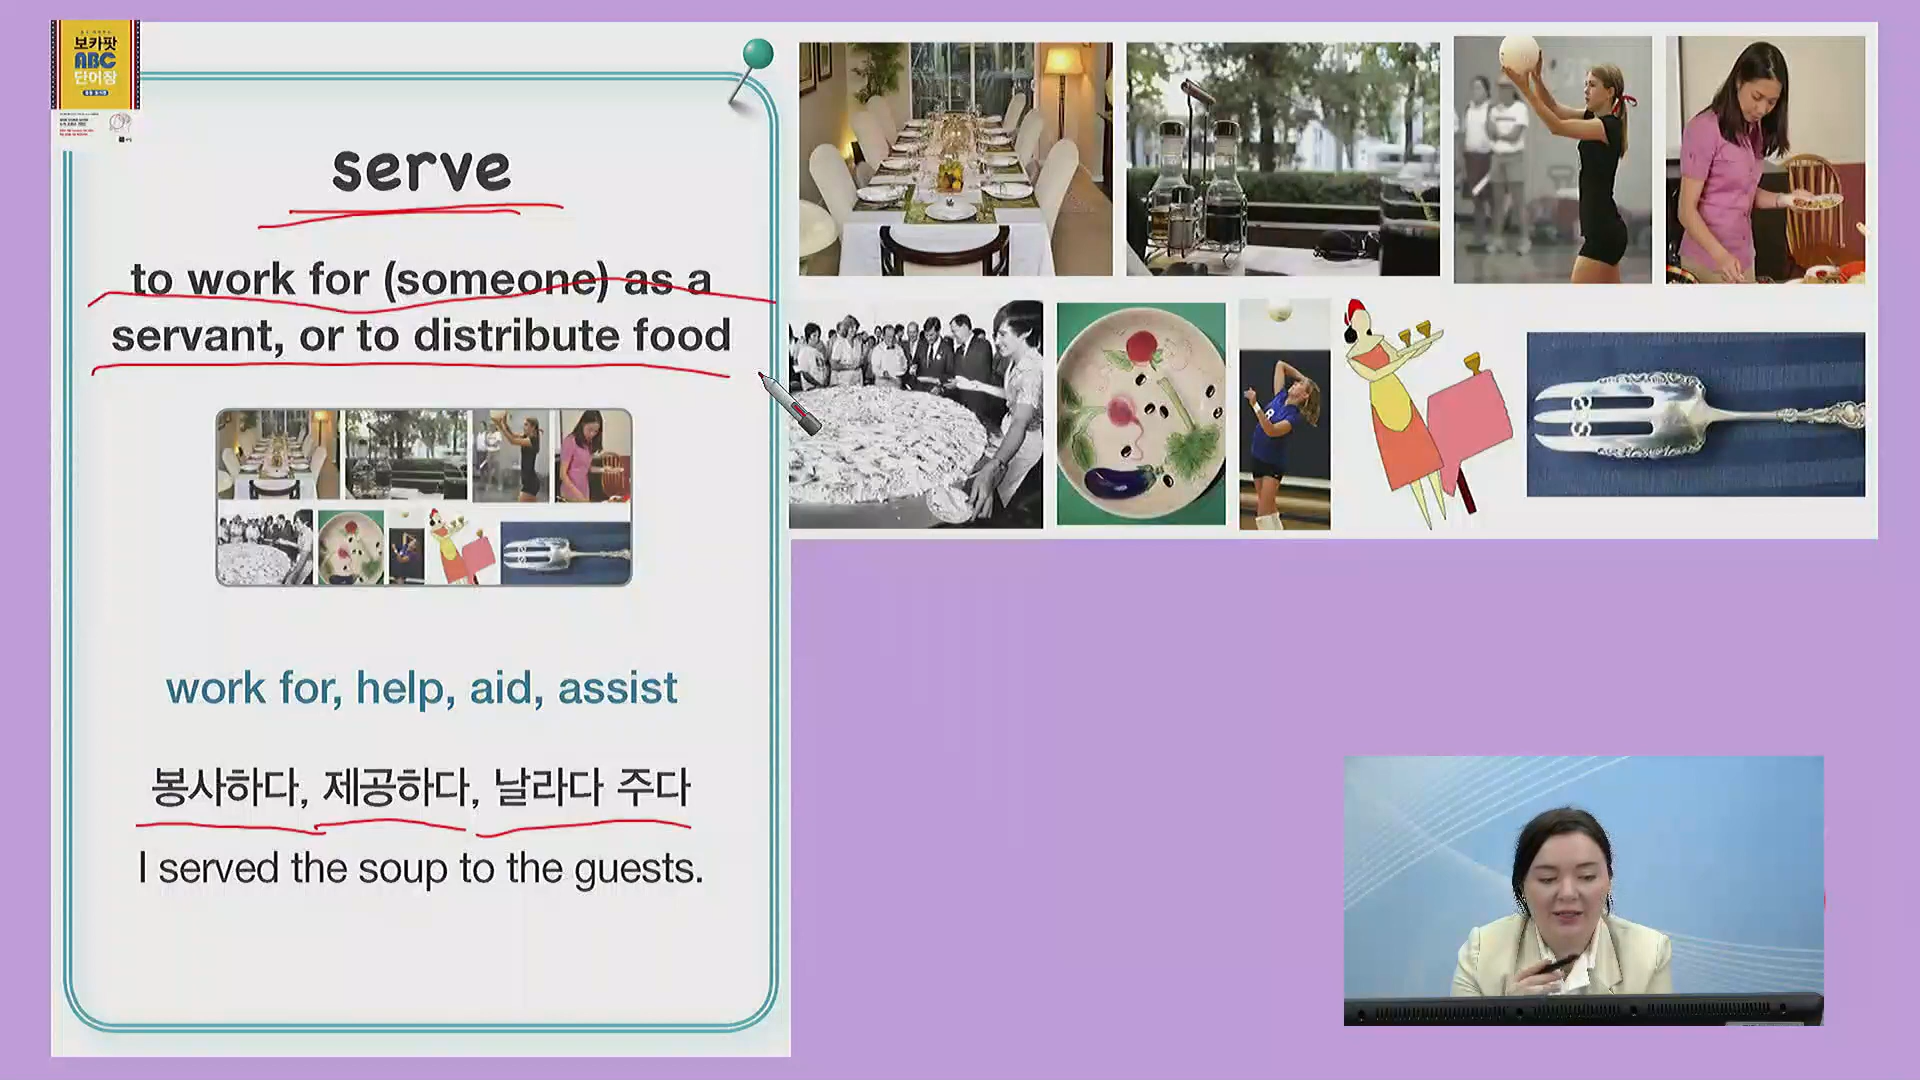 보카팟
ABC
단어장
serve
to work for (someone) as a
servant, or to distribute food
work for, help, aid, assist
봉사하다, 제공하다, 날라다 주다
I served the soup to the guests.